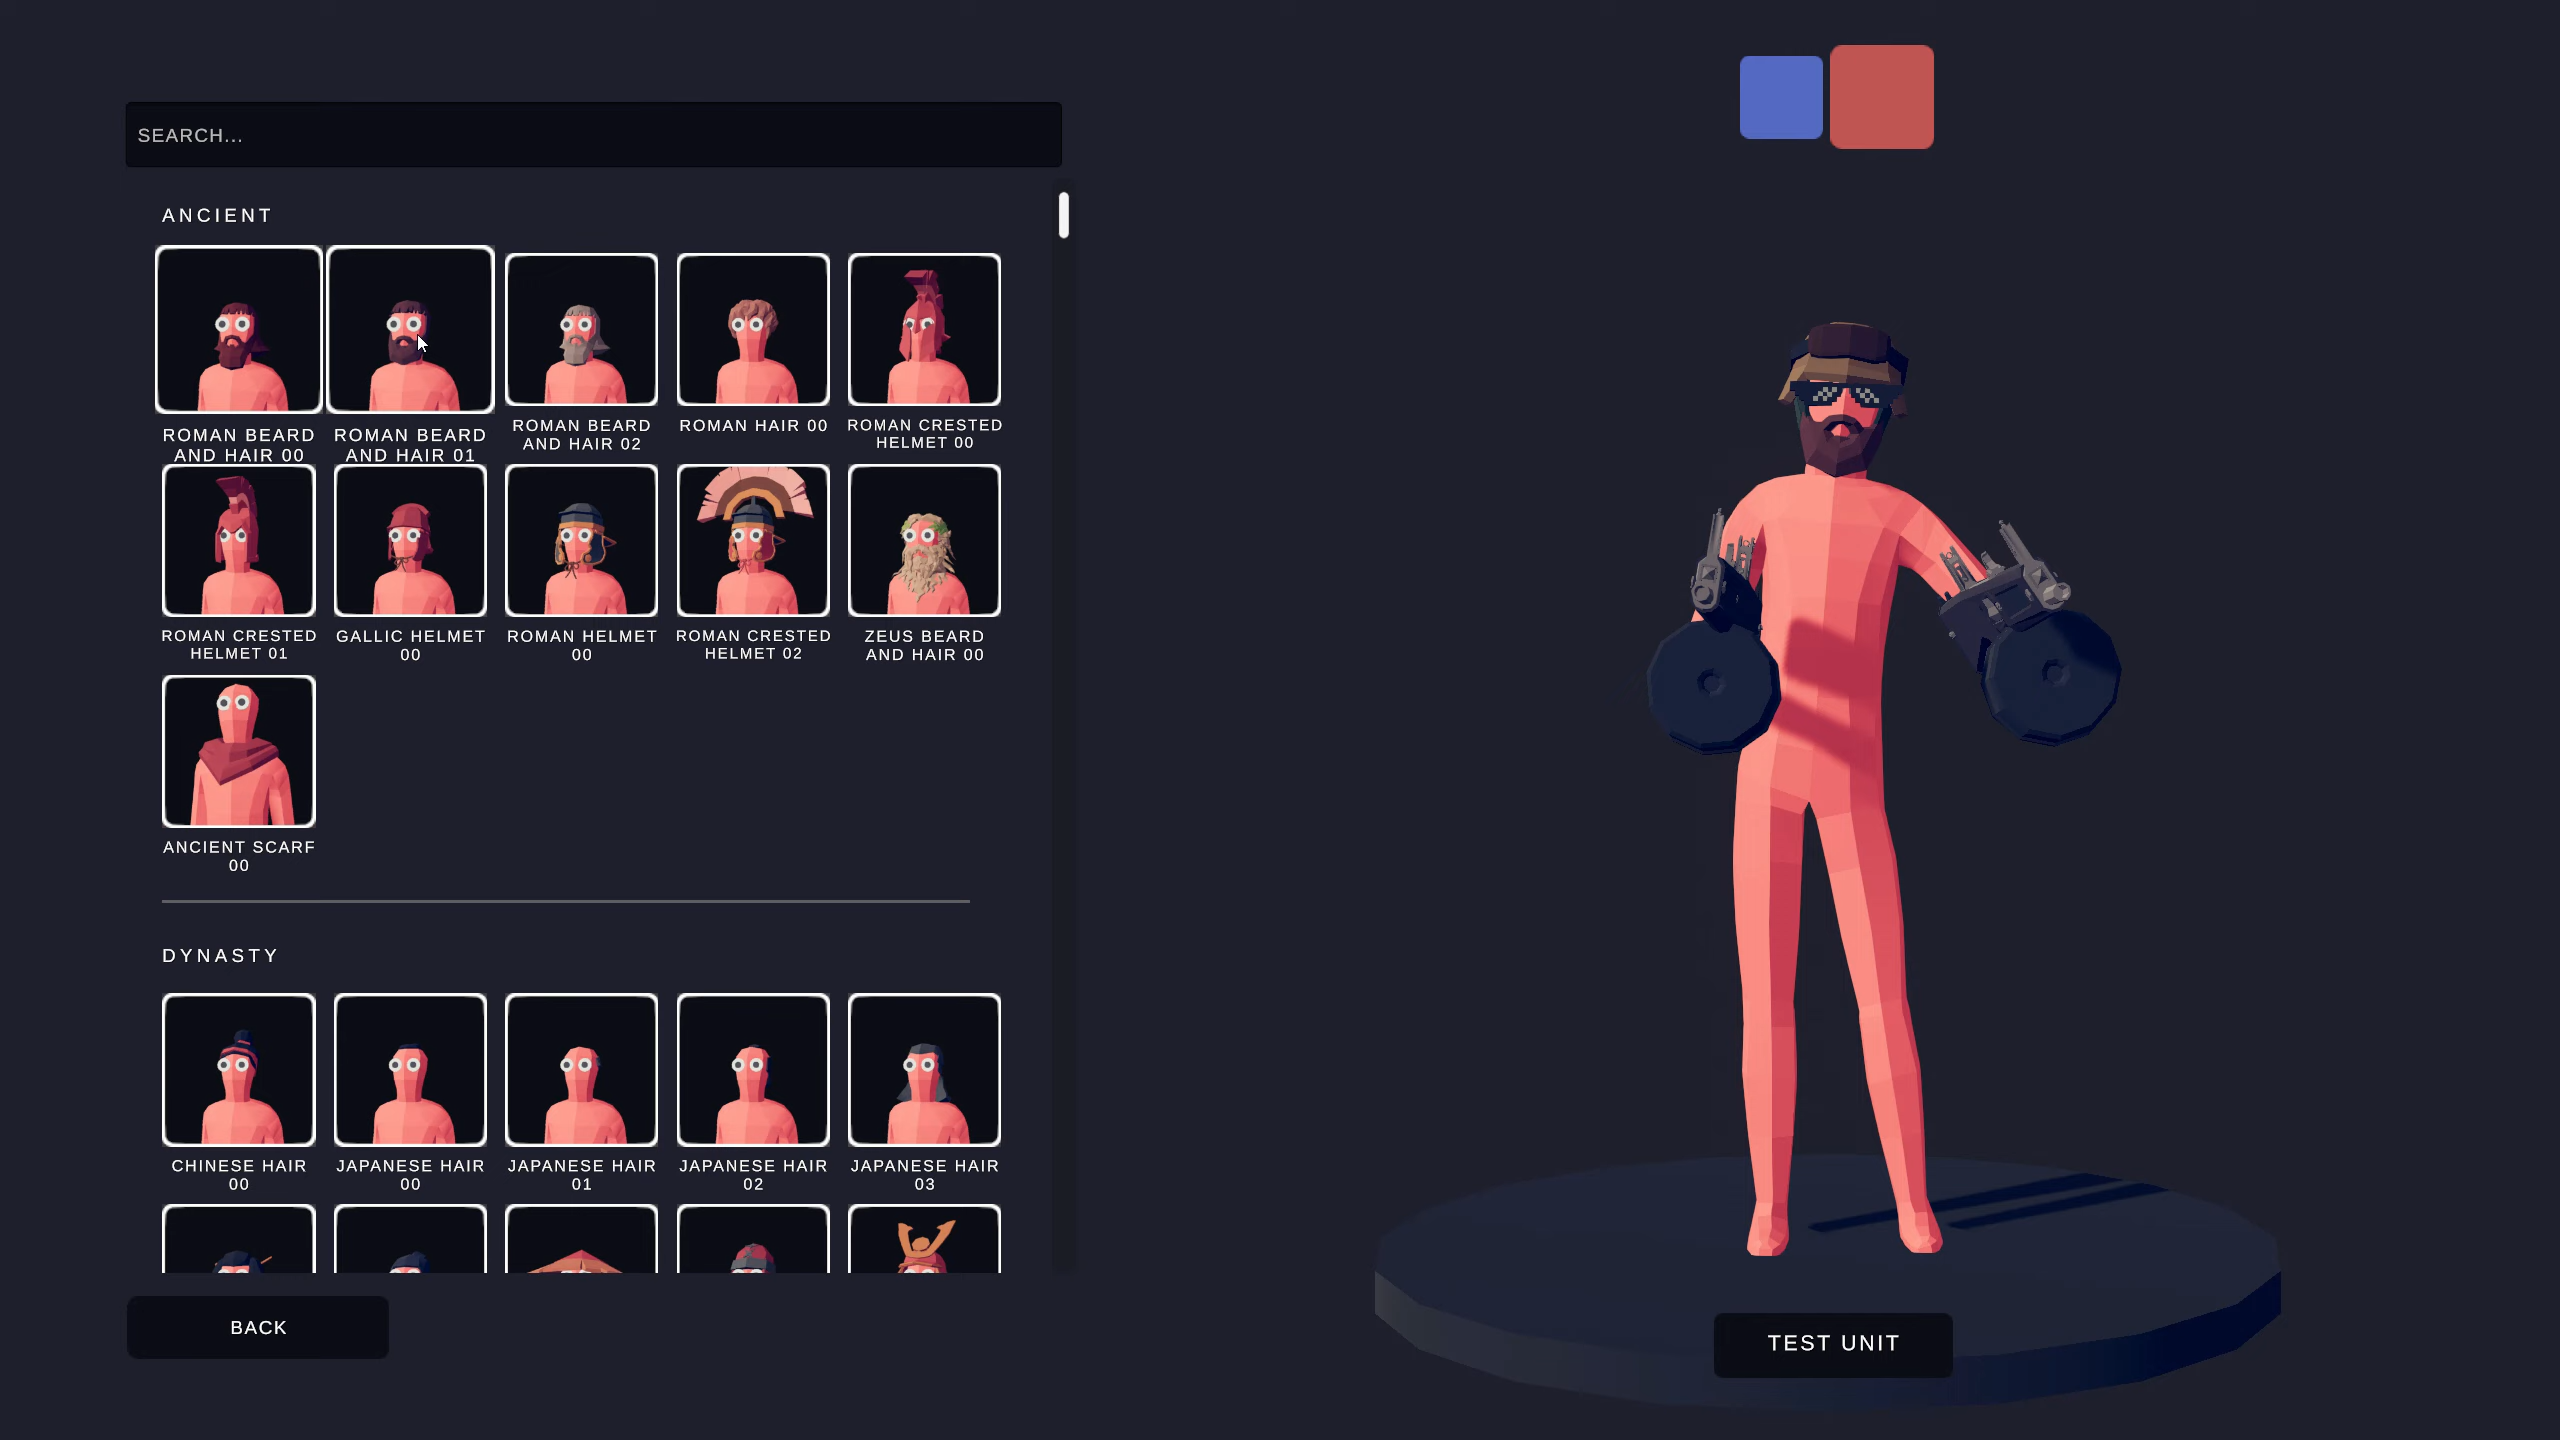 SEARCH...
ANCIENT
ROMAN BEARD
AND HAIR 00
ROMAN BEARD
AND HAIR 01
ROMAN BEARD
AND HAIR 02
ROMAN HAIR 00
ROMAN CRESTED
HELMET 00
ROMAN CRESTED
HELMET 01
GALLIC HELMET
00
ROMAN HELMET
00
ROMAN CRESTED
HELMET 02
ZEUS BEARD
AND HAIR 00
ANCIENT SCARF
00
DYNASTY
CHINESE HAIR
00
JAPANESE HAIR
00
JAPANESE HAIR
01
JAPANESE HAIR
02
JAPANESE HAIR
03
BACK
TEST UNIT